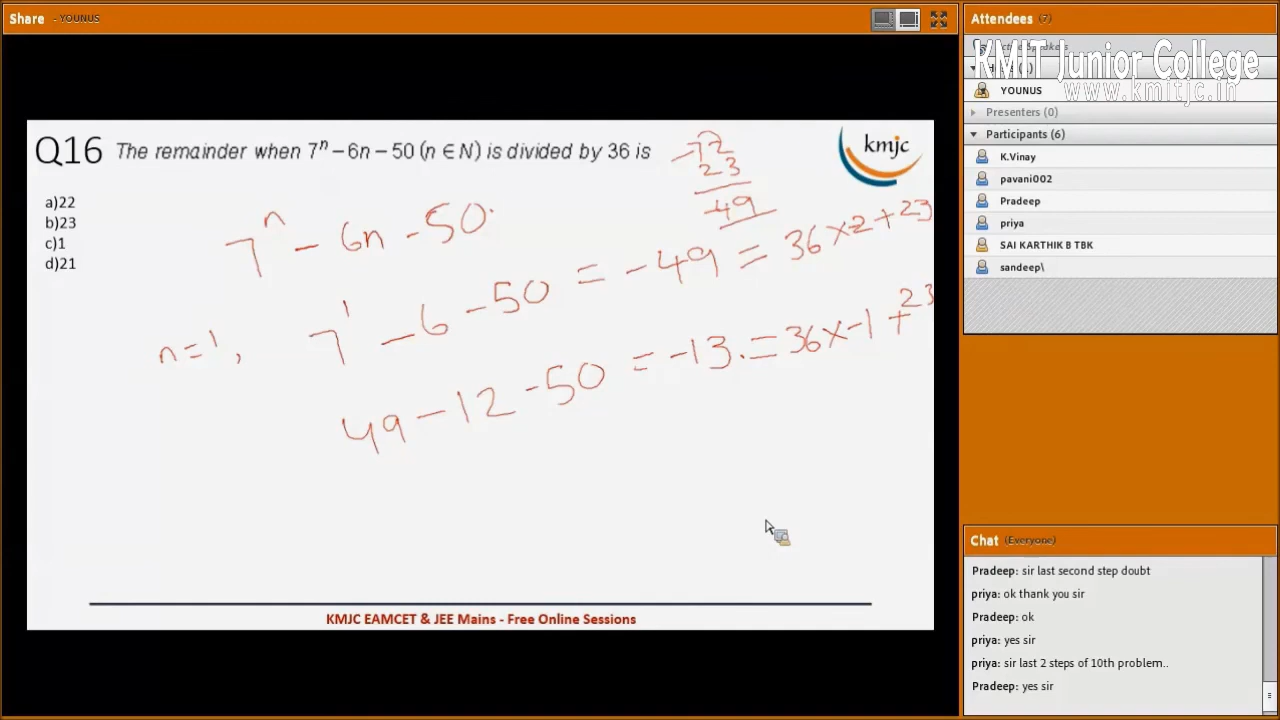 Share - YOUNUS
Q16 The remainder when 7ⁿ – 6n – 50 (n ∈ N) is divided by 36 is
kmjc
a)22
b)23
c)1
d)21
-72
23
49
7ⁿ - 6n - 50.
n=1, 7¹ - 6 - 50 = -49 = 36×2+23
49 - 12 - 50 = -13. = 36×-1 + 23
KMJC EAMCET & JEE Mains - Free Online Sessions
Attendees (7)
KMIT Junior College
www.kmitjc.in
YOUNUS
Presenters (0)
Participants (6)
K.Vinay
pavani002
Pradeep
priya
SAI KARTHIK B TBK
sandeep\
Chat (Everyone)
Pradeep: sir last second step doubt
priya: ok thank you sir
Pradeep: ok
priya: yes sir
priya: sir last 2 steps of 10th problem..
Pradeep: yes sir